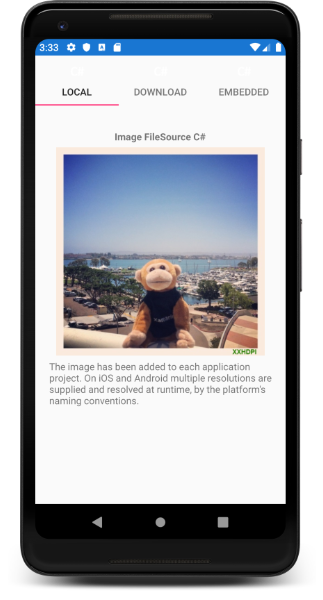 3:33
LOCAL DOWNLOAD EMBEDDED
Image FileSource C#
XXHDPI
The image has been added to each application
project. On iOS and Android multiple resolutions are
supplied and resolved at runtime, by the platform's
naming conventions.